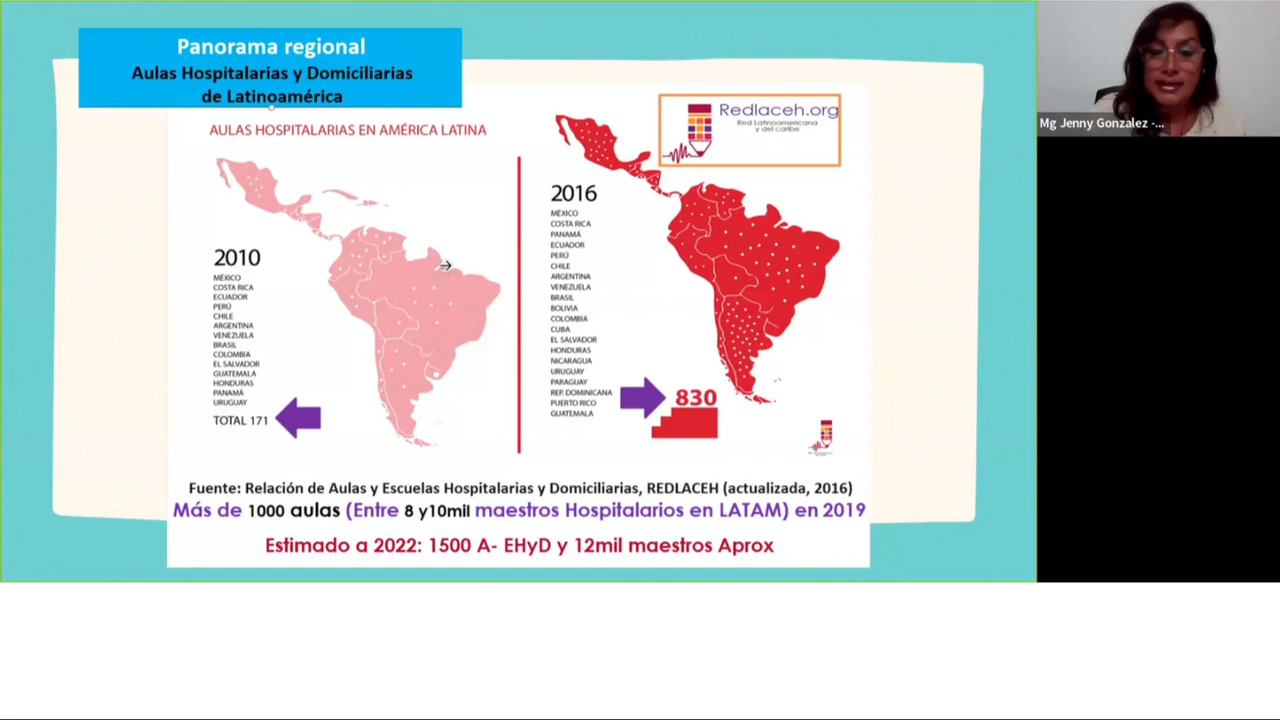 Panorama regional
Aulas Hospitalarias y Domiciliarias
de Latinoamérica
AULAS HOSPITALARIAS EN AMÉRICA LATINA
2010
MÉXICO
COSTA RICA
ECUADOR
PERÚ
CHILE
ARGENTINA
VENEZUELA
BRASIL
COLOMBIA
EL SALVADOR
GUATEMALA
HONDURAS
PANAMÁ
URUGUAY
TOTAL 171
Redlaceh.org
Red Latinoamericana
y del caribe
2016
MÉXICO
COSTA RICA
PANAMÁ
ECUADOR
PERÚ
CHILE
ARGENTINA
VENEZUELA
BRASIL
BOLIVIA
COLOMBIA
CUBA
EL SALVADOR
HONDURAS
NICARAGUA
URUGUAY
PARAGUAY
REP. DOMINICANA
PUERTO RICO
GUATEMALA
830
Fuente: Relación de Aulas y Escuelas Hospitalarias y Domiciliarias, REDLACEH (actualizada, 2016)
Más de 1000 aulas (Entre 8 y10mil maestros Hospitalarios en LATAM) en 2019
Estimado a 2022: 1500 A- EHyD y 12mil maestros Aprox
Mg Jenny Gonzalez -...